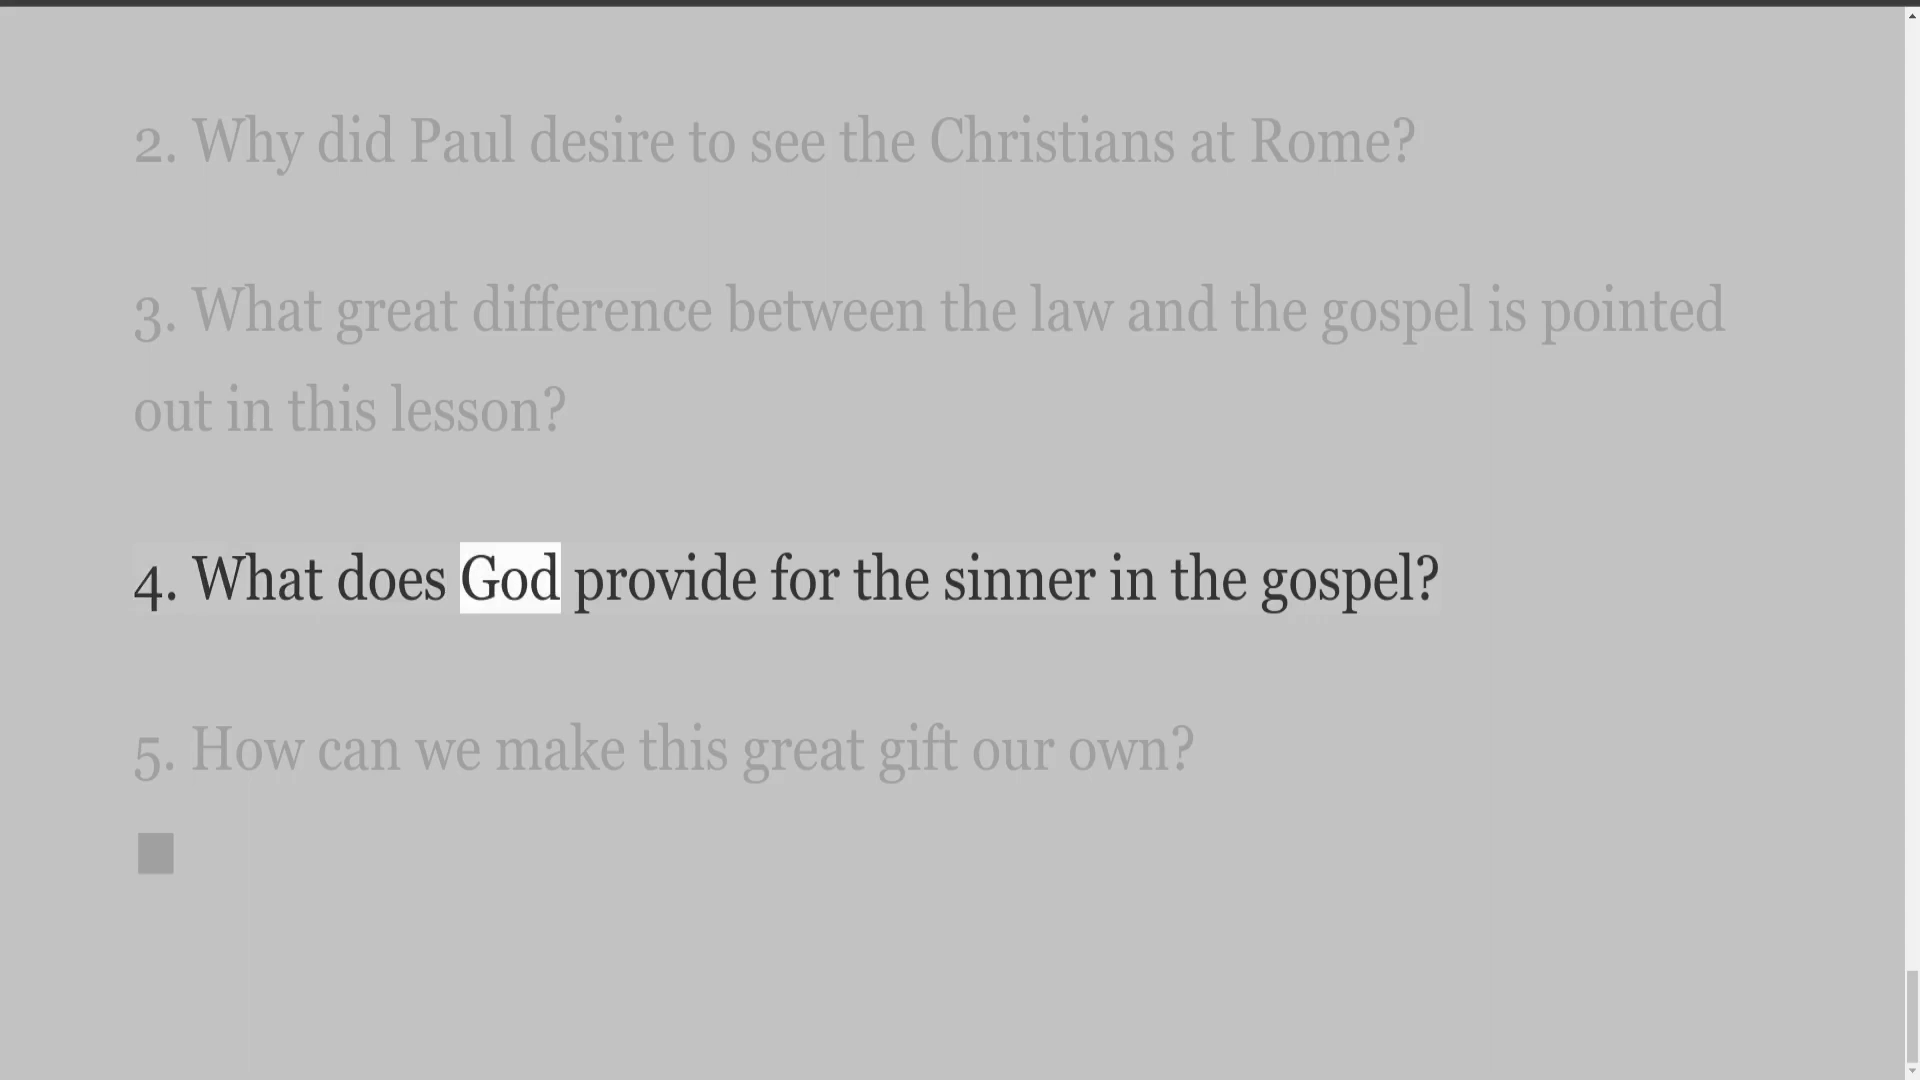 2. Why did Paul desire to see the Christians at Rome?
3. What great difference between the law and the gospel is pointed
out in this lesson?
4. What does God provide for the sinner in the gospel?
5. How can we make this great gift our own?